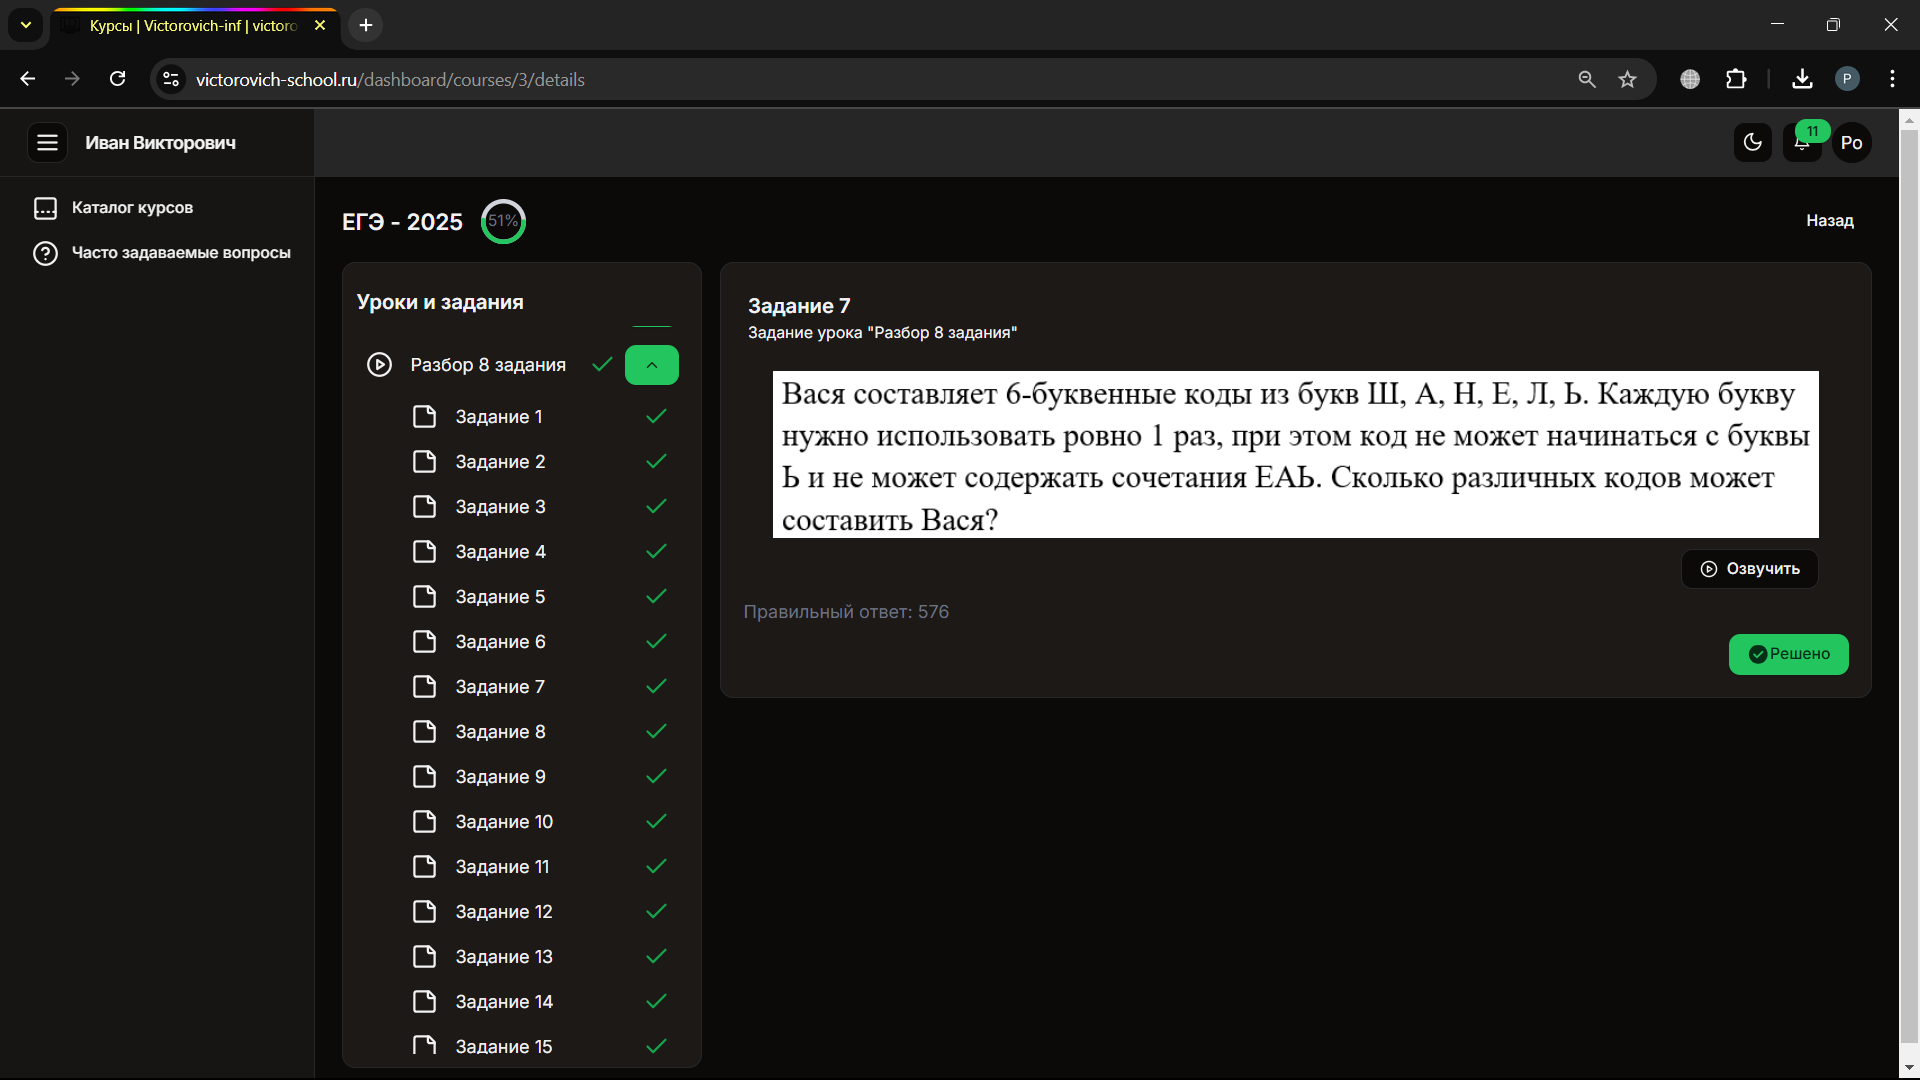 Курсы | Victorovich-inf | victoro
victorovich-school.ru/dashboard/courses/3/details
P
Иван Викторович
11
Po
Каталог курсов
Часто задаваемые вопросы
ЕГЭ - 2025
51%
Назад
Уроки и задания
Разбор 8 задания
Задание 1
Задание 2
Задание 3
Задание 4
Задание 5
Задание 6
Задание 7
Задание 8
Задание 9
Задание 10
Задание 11
Задание 12
Задание 13
Задание 14
Задание 15
Задание 7
Задание урока "Разбор 8 задания"
Вася составляет 6-буквенные коды из букв Ш, А, Н, Е, Л, Ь. Каждую букву
нужно использовать ровно 1 раз, при этом код не может начинаться с буквы
Ь и не может содержать сочетания ЕАЬ. Сколько различных кодов может
составить Вася?
Озвучить
Правильный ответ: 576
Решено